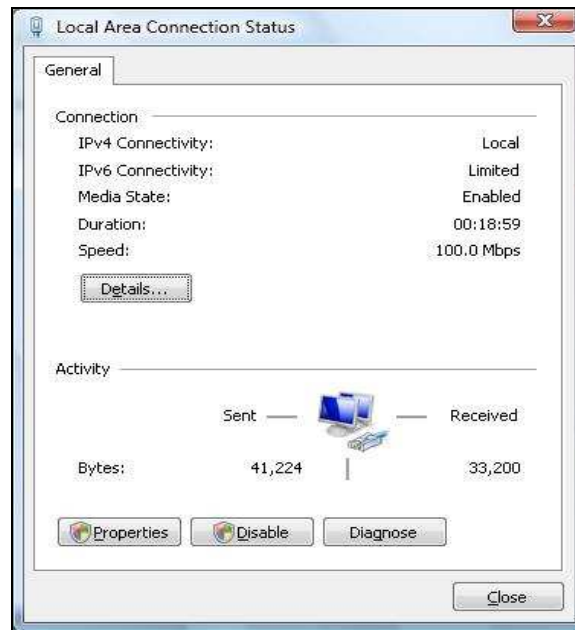 Local Area Connection Status
General
Connection
IPv4 Connectivity: Local
IPv6 Connectivity: Limited
Media State: Enabled
Duration: 00:18:59
Speed: 100.0 Mbps
Details...
Activity
Sent Received
Bytes: 41,224 33,200
Properties Disable Diagnose
Close